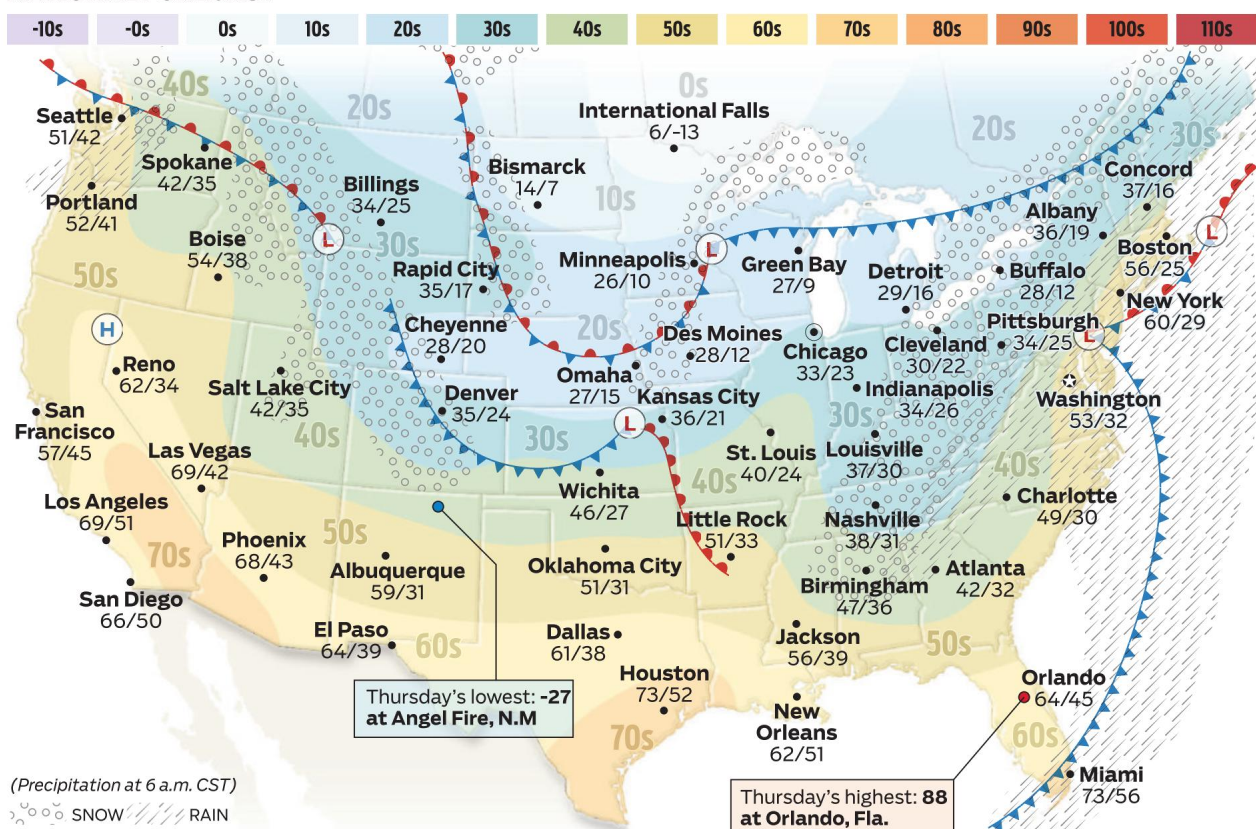 -10s -0s 0s 10s 20s 30s 40s 50s 60s 70s 80s 90s 100s 110s
40s
20s
0s
20s
30s
Seattle
51/42
Spokane
42/35
Portland
52/41
Billings
34/25
Boise
54/38
Bismarck
14/7
International Falls
6/-13
10s
Concord
37/16
Albany
36/19
L
L
L
Boston
56/25
50s
30s
Rapid City
35/17
Minneapolis
26/10
Green Bay
27/9
Detroit
29/16
Buffalo
28/12
New York
60/29
H
Cheyenne
28/20
20s
Des Moines
28/12
Chicago
33/23
Cleveland
30/22
Pittsburgh
34/25
L
Reno
62/34
Salt Lake City
42/35
Denver
35/24
Omaha
27/15
Kansas City
36/21
Indianapolis
34/26
Washington
53/32
San
Francisco
57/45
Las Vegas
69/42
40s
30s
L
St. Louis
40/24
30s
Louisville
37/30
40s
Los Angeles
69/51
Wichita
46/27
40s
Nashville
38/31
Charlotte
49/30
70s
Phoenix
68/43
50s
Albuquerque
59/31
Oklahoma City
51/31
Little Rock
51/33
Birmingham
47/36
Atlanta
42/32
San Diego
66/50
El Paso
64/39
60s
Dallas
61/38
Jackson
56/39
50s
Houston
73/52
70s
New
Orleans
62/51
Orlando
64/45
60s
Miami
73/56
Thursday's lowest: -27
at Angel Fire, N.M
Thursday's highest: 88
at Orlando, Fla.
(Precipitation at 6 a.m. CST)
SNOW RAIN